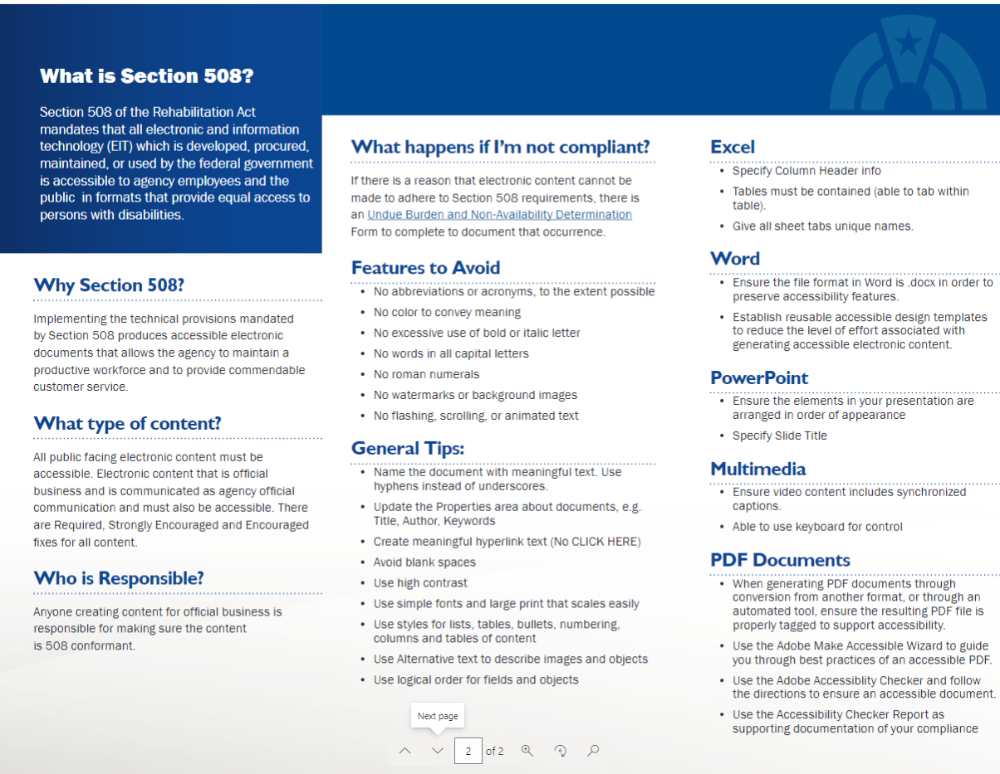 What is Section 508?
Section 508 of the Rehabilitation Act
mandates that all electronic and information
technology (EIT) which is developed, procured,
maintained, or used by the federal government
is accessible to agency employees and the
public  in formats that provide equal access to
persons with disabilities.
Why Section 508?
Implementing the technical provisions mandated
by Section 508 produces accessible electronic
documents that allows the agency to maintain a
productive workforce and to provide commendable
customer service.
What type of content?
All public facing electronic content must be
accessible. Electronic content that is official
business and is communicated as agency official
communication and must also be accessible. There
are Required, Strongly Encouraged and Encouraged
fixes for all content.
Who is Responsible?
Anyone creating content for official business is
responsible for making sure the content
is 508 conformant.
What happens if I'm not compliant?
If there is a reason that electronic content cannot be
made to adhere to Section 508 requirements, there is
an Undue Burden and Non-Availability Determination
Form to complete to document that occurrence.
Features to Avoid
• No abbreviations or acronyms, to the extent possible
• No color to convey meaning
• No excessive use of bold or italic letter
• No words in all capital letters
• No roman numerals
• No watermarks or background images
• No flashing, scrolling, or animated text
General Tips:
• Name the document with meaningful text. Use
hyphens instead of underscores.
• Update the Properties area about documents, e.g.
Title, Author, Keywords
• Create meaningful hyperlink text (No CLICK HERE)
• Avoid blank spaces
• Use high contrast
• Use simple fonts and large print that scales easily
• Use styles for lists, tables, bullets, numbering,
columns and tables of content
• Use Alternative text to describe images and objects
• Use logical order for fields and objects
Excel
• Specify Column Header info
• Tables must be contained (able to tab within
table).
• Give all sheet tabs unique names.
Word
• Ensure the file format in Word is .docx in order to
preserve accessibility features.
• Establish reusable accessible design templates
to reduce the level of effort associated with
generating accessible electronic content.
PowerPoint
• Ensure the elements in your presentation are
arranged in order of appearance
• Specify Slide Title
Multimedia
• Ensure video content includes synchronized
captions.
• Able to use keyboard for control
PDF Documents
• When generating PDF documents through
conversion from another format, or through an
automated tool, ensure the resulting PDF file is
properly tagged to support accessibility.
• Use the Adobe Make Accessible Wizard to guide
you through best practices of an accessible PDF.
• Use the Adobe Accessiblity Checker and follow
the directions to ensure an accessible document.
• Use the Accessibility Checker Report as
supporting documentation of your compliance
Next page
2 of 2